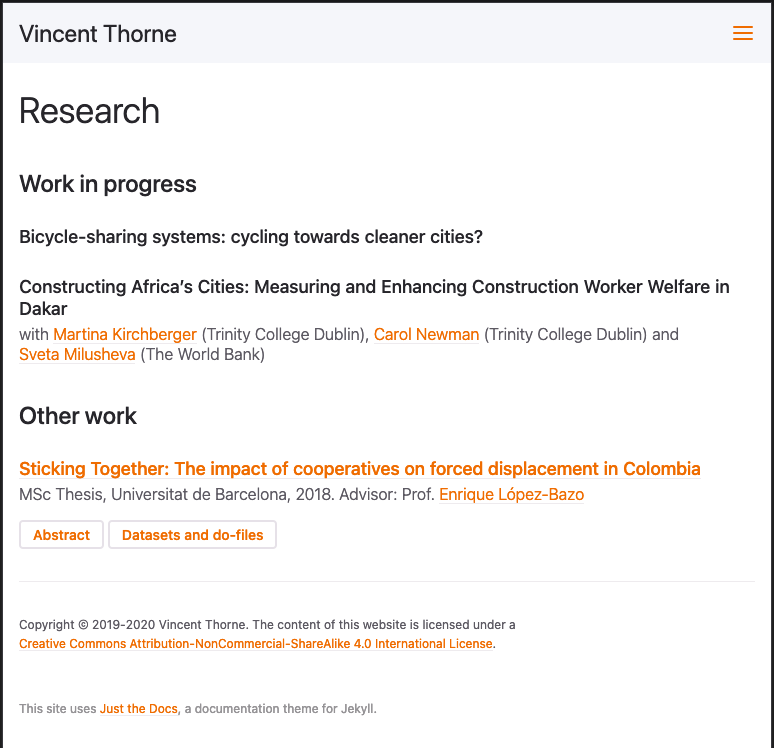 Vincent Thorne
Research
Work in progress
Bicycle-sharing systems: cycling towards cleaner cities?
Constructing Africa’s Cities: Measuring and Enhancing Construction Worker Welfare in
Dakar
with Martina Kirchberger (Trinity College Dublin), Carol Newman (Trinity College Dublin) and
Sveta Milusheva (The World Bank)
Other work
Sticking Together: The impact of cooperatives on forced displacement in Colombia
MSc Thesis, Universitat de Barcelona, 2018. Advisor: Prof. Enrique López-Bazo
Abstract Datasets and do-files
Copyright © 2019-2020 Vincent Thorne. The content of this website is licensed under a
Creative Commons Attribution-NonCommercial-ShareAlike 4.0 International License.
This site uses Just the Docs, a documentation theme for Jekyll.